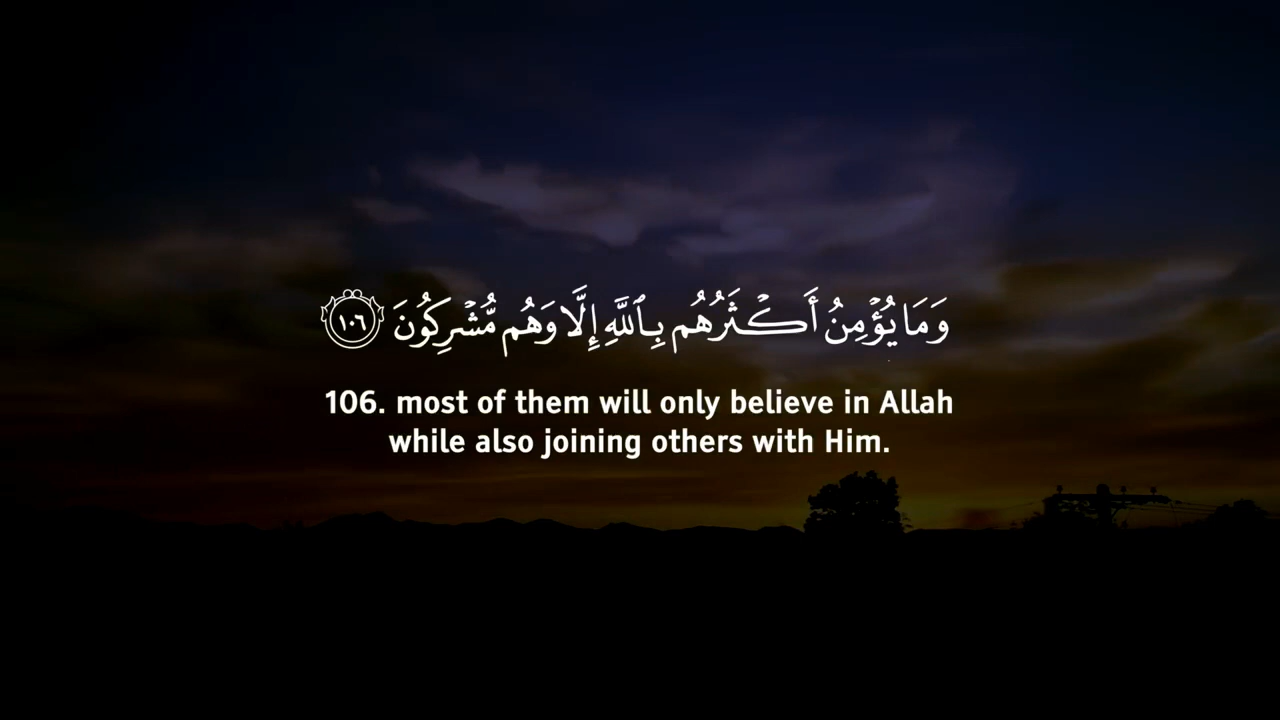 وَمَا يُؤْمِنُ أَكْثَرُهُم بِٱللَّهِ إِلَّا وَهُم مُّشْرِكُونَ ١٠٦
106. most of them will only believe in Allah
while also joining others with Him.